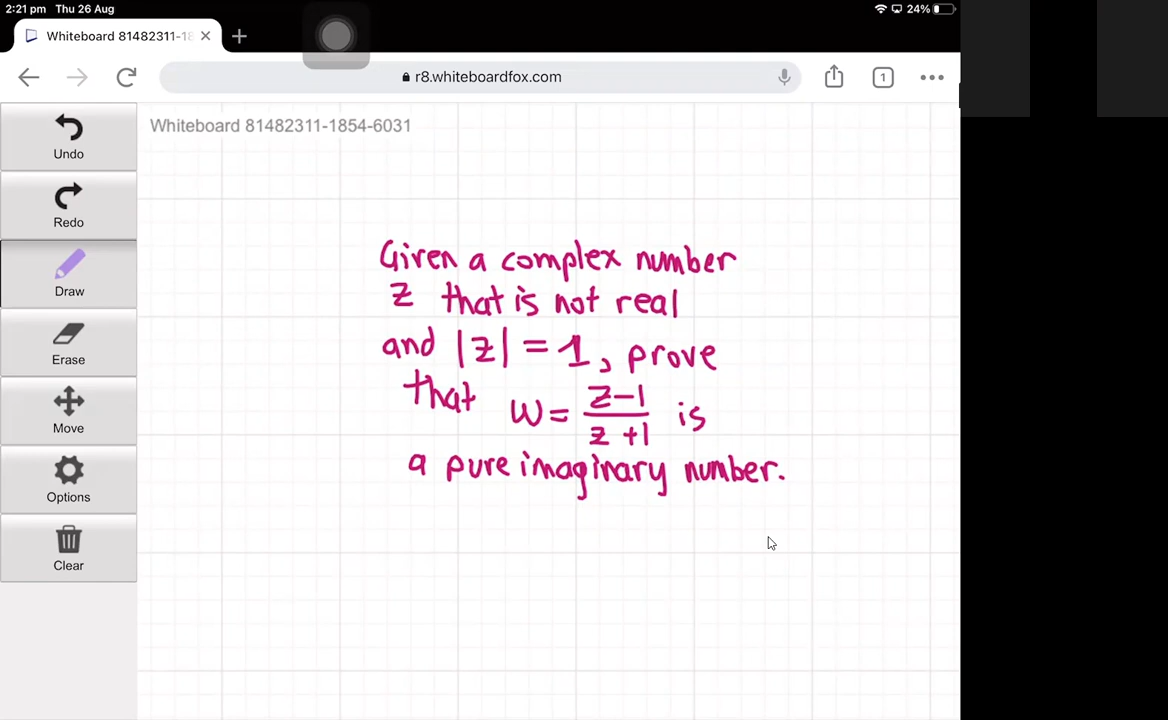 2:21 pm Thu 26 Aug
24%
Whiteboard 81482311-18
r8.whiteboardfox.com
1
Whiteboard 81482311-1854-6031
Undo
Redo
Draw
Erase
Move
Options
Clear
Given a complex number
z that is not real
and |z| = 1, prove
that w = \frac{z-1}{z+1} is
a pure imaginary number.